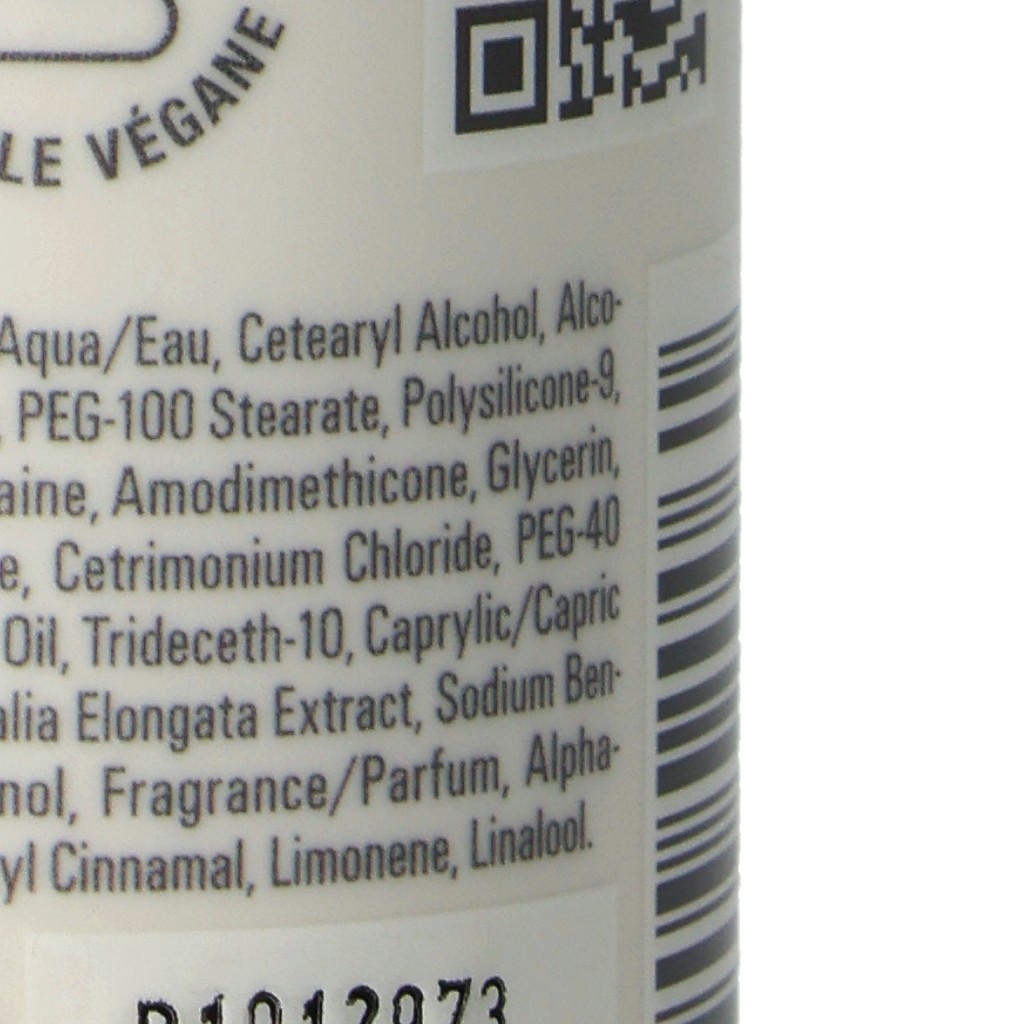 LE VÉGANE
Aqua/Eau, Cetearyl Alcohol, Alco-
, PEG-100 Stearate, Polysilicone-9,
aine, Amodimethicone, Glycerin,
e, Cetrimonium Chloride, PEG-40
Oil, Trideceth-10, Caprylic/Capric
alia Elongata Extract, Sodium Ben-
nol, Fragrance/Parfum, Alpha-
yl Cinnamal, Limonene, Linalool.